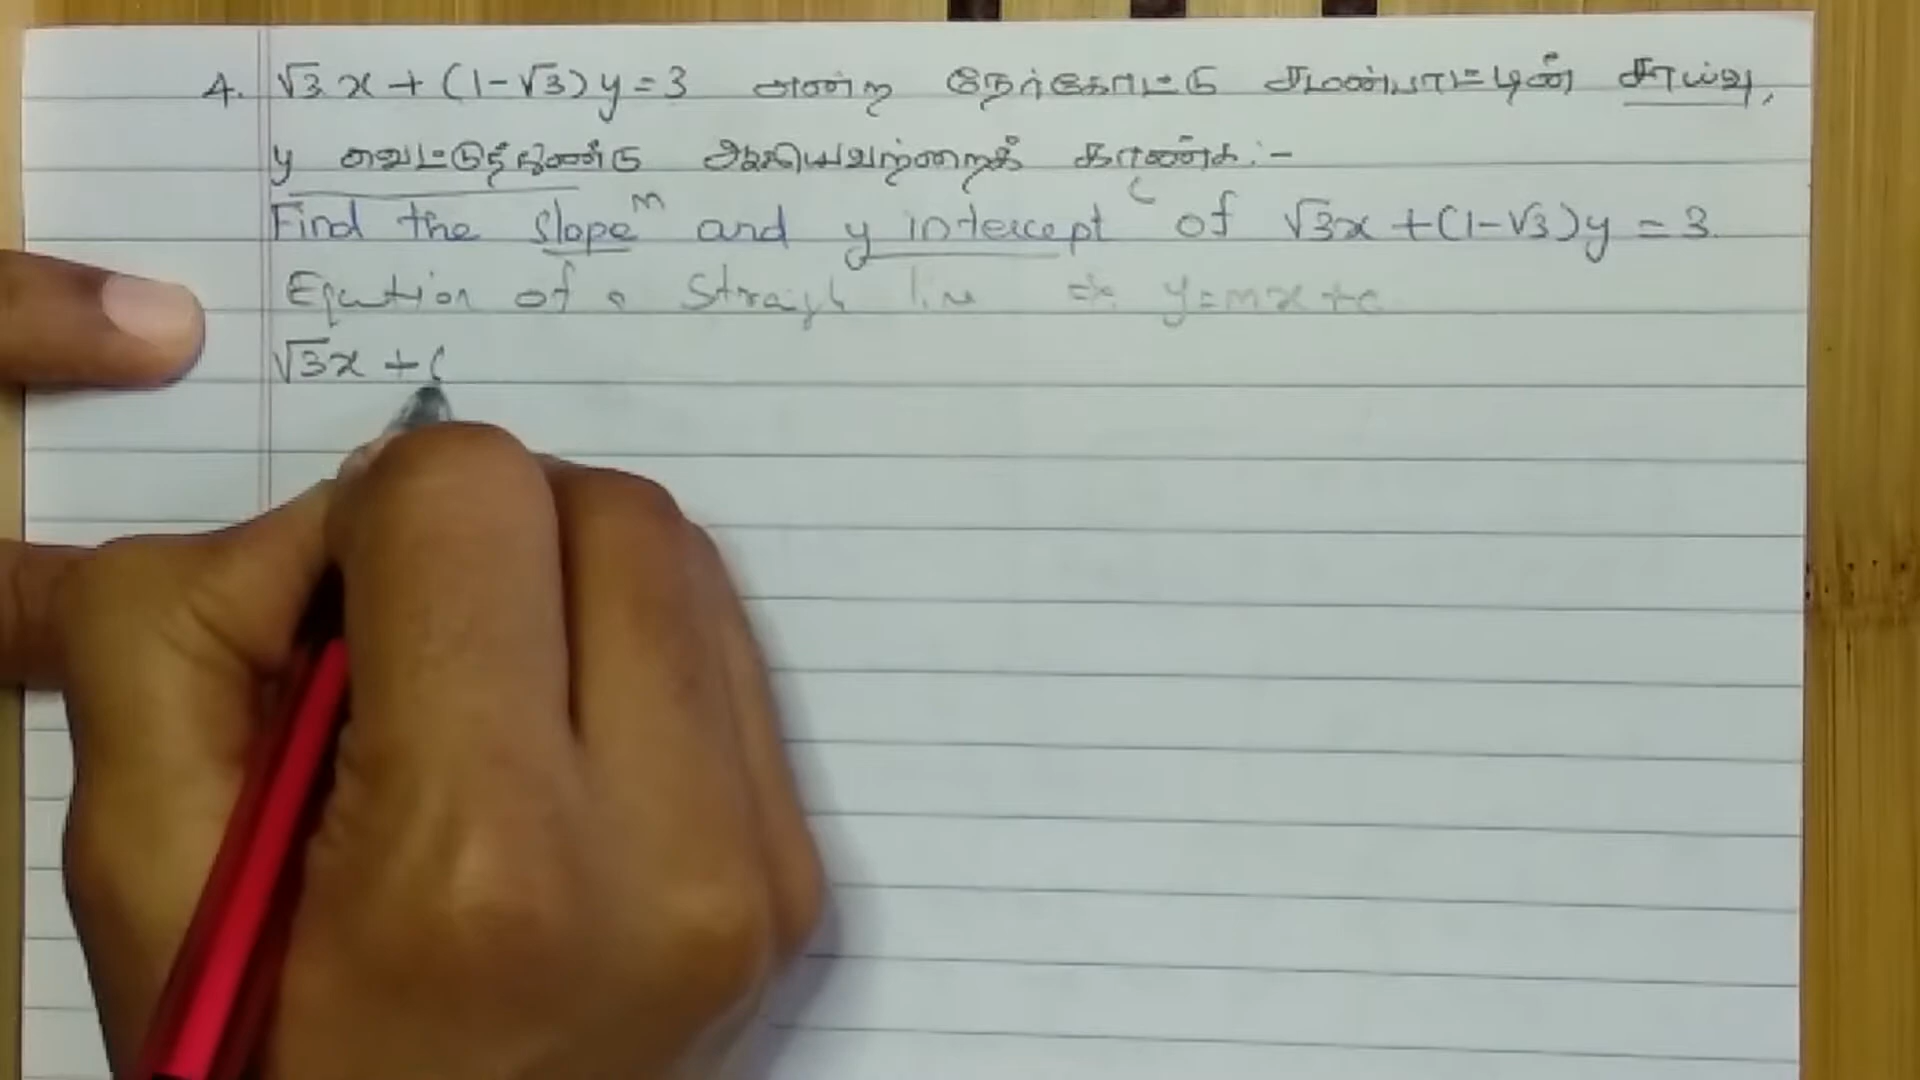 4. √3x + (1-√3)y = 3 என்ற நேர்கோட்டு சமன்பாட்டின் சாய்வு,
y வெட்டுத்துண்டு ஆகியவற்றைக் காண்க:-
m c
Find the slope and y intercept of √3x + (1-√3)y = 3.
Equation of a Straigh line y = mx + c
√3x + (